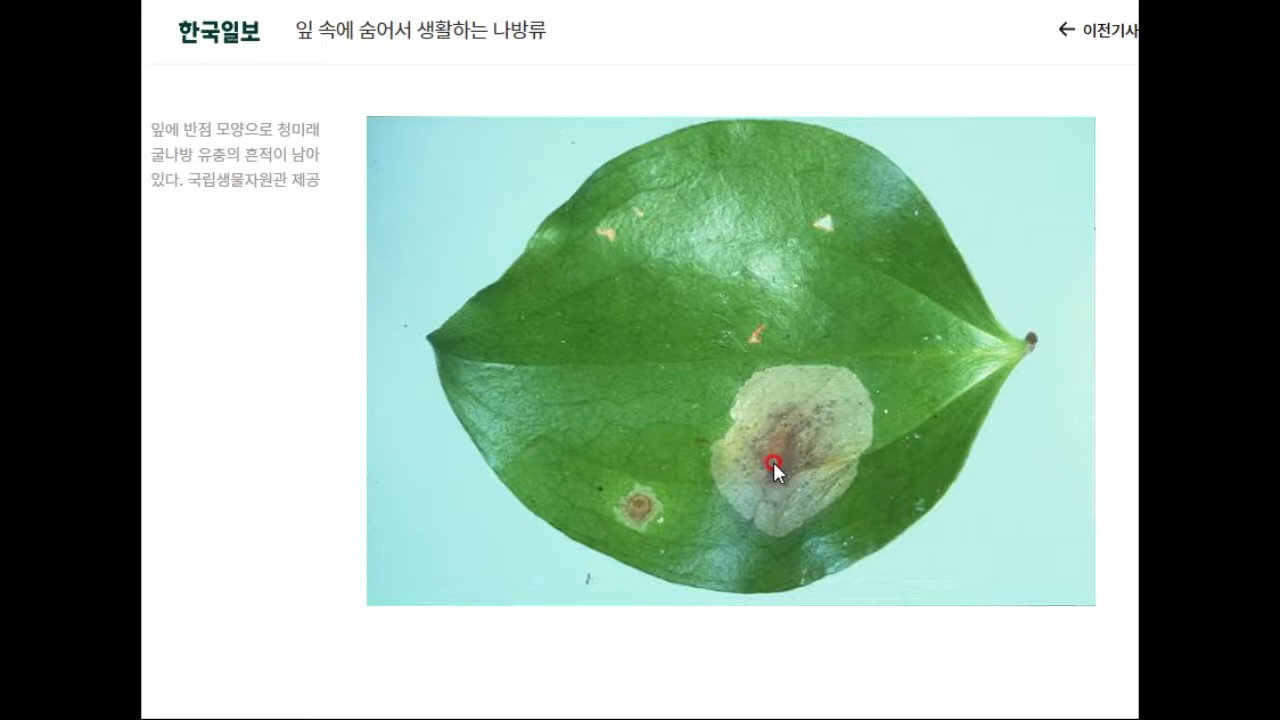 한국일보
잎 속에 숨어서 생활하는 나방류
이전기사
잎에 반점 모양으로 청미래
굴나방 유충의 흔적이 남아
있다. 국립생물자원관 제공